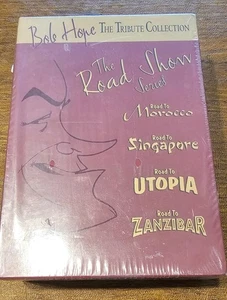 Bob Hope THE TRIBUTE COLLECTION
The
Road Show
Series
Road To
Morocco
Road To
Singapore
Road To
UTOPIA
Road To
ZANZIBAR